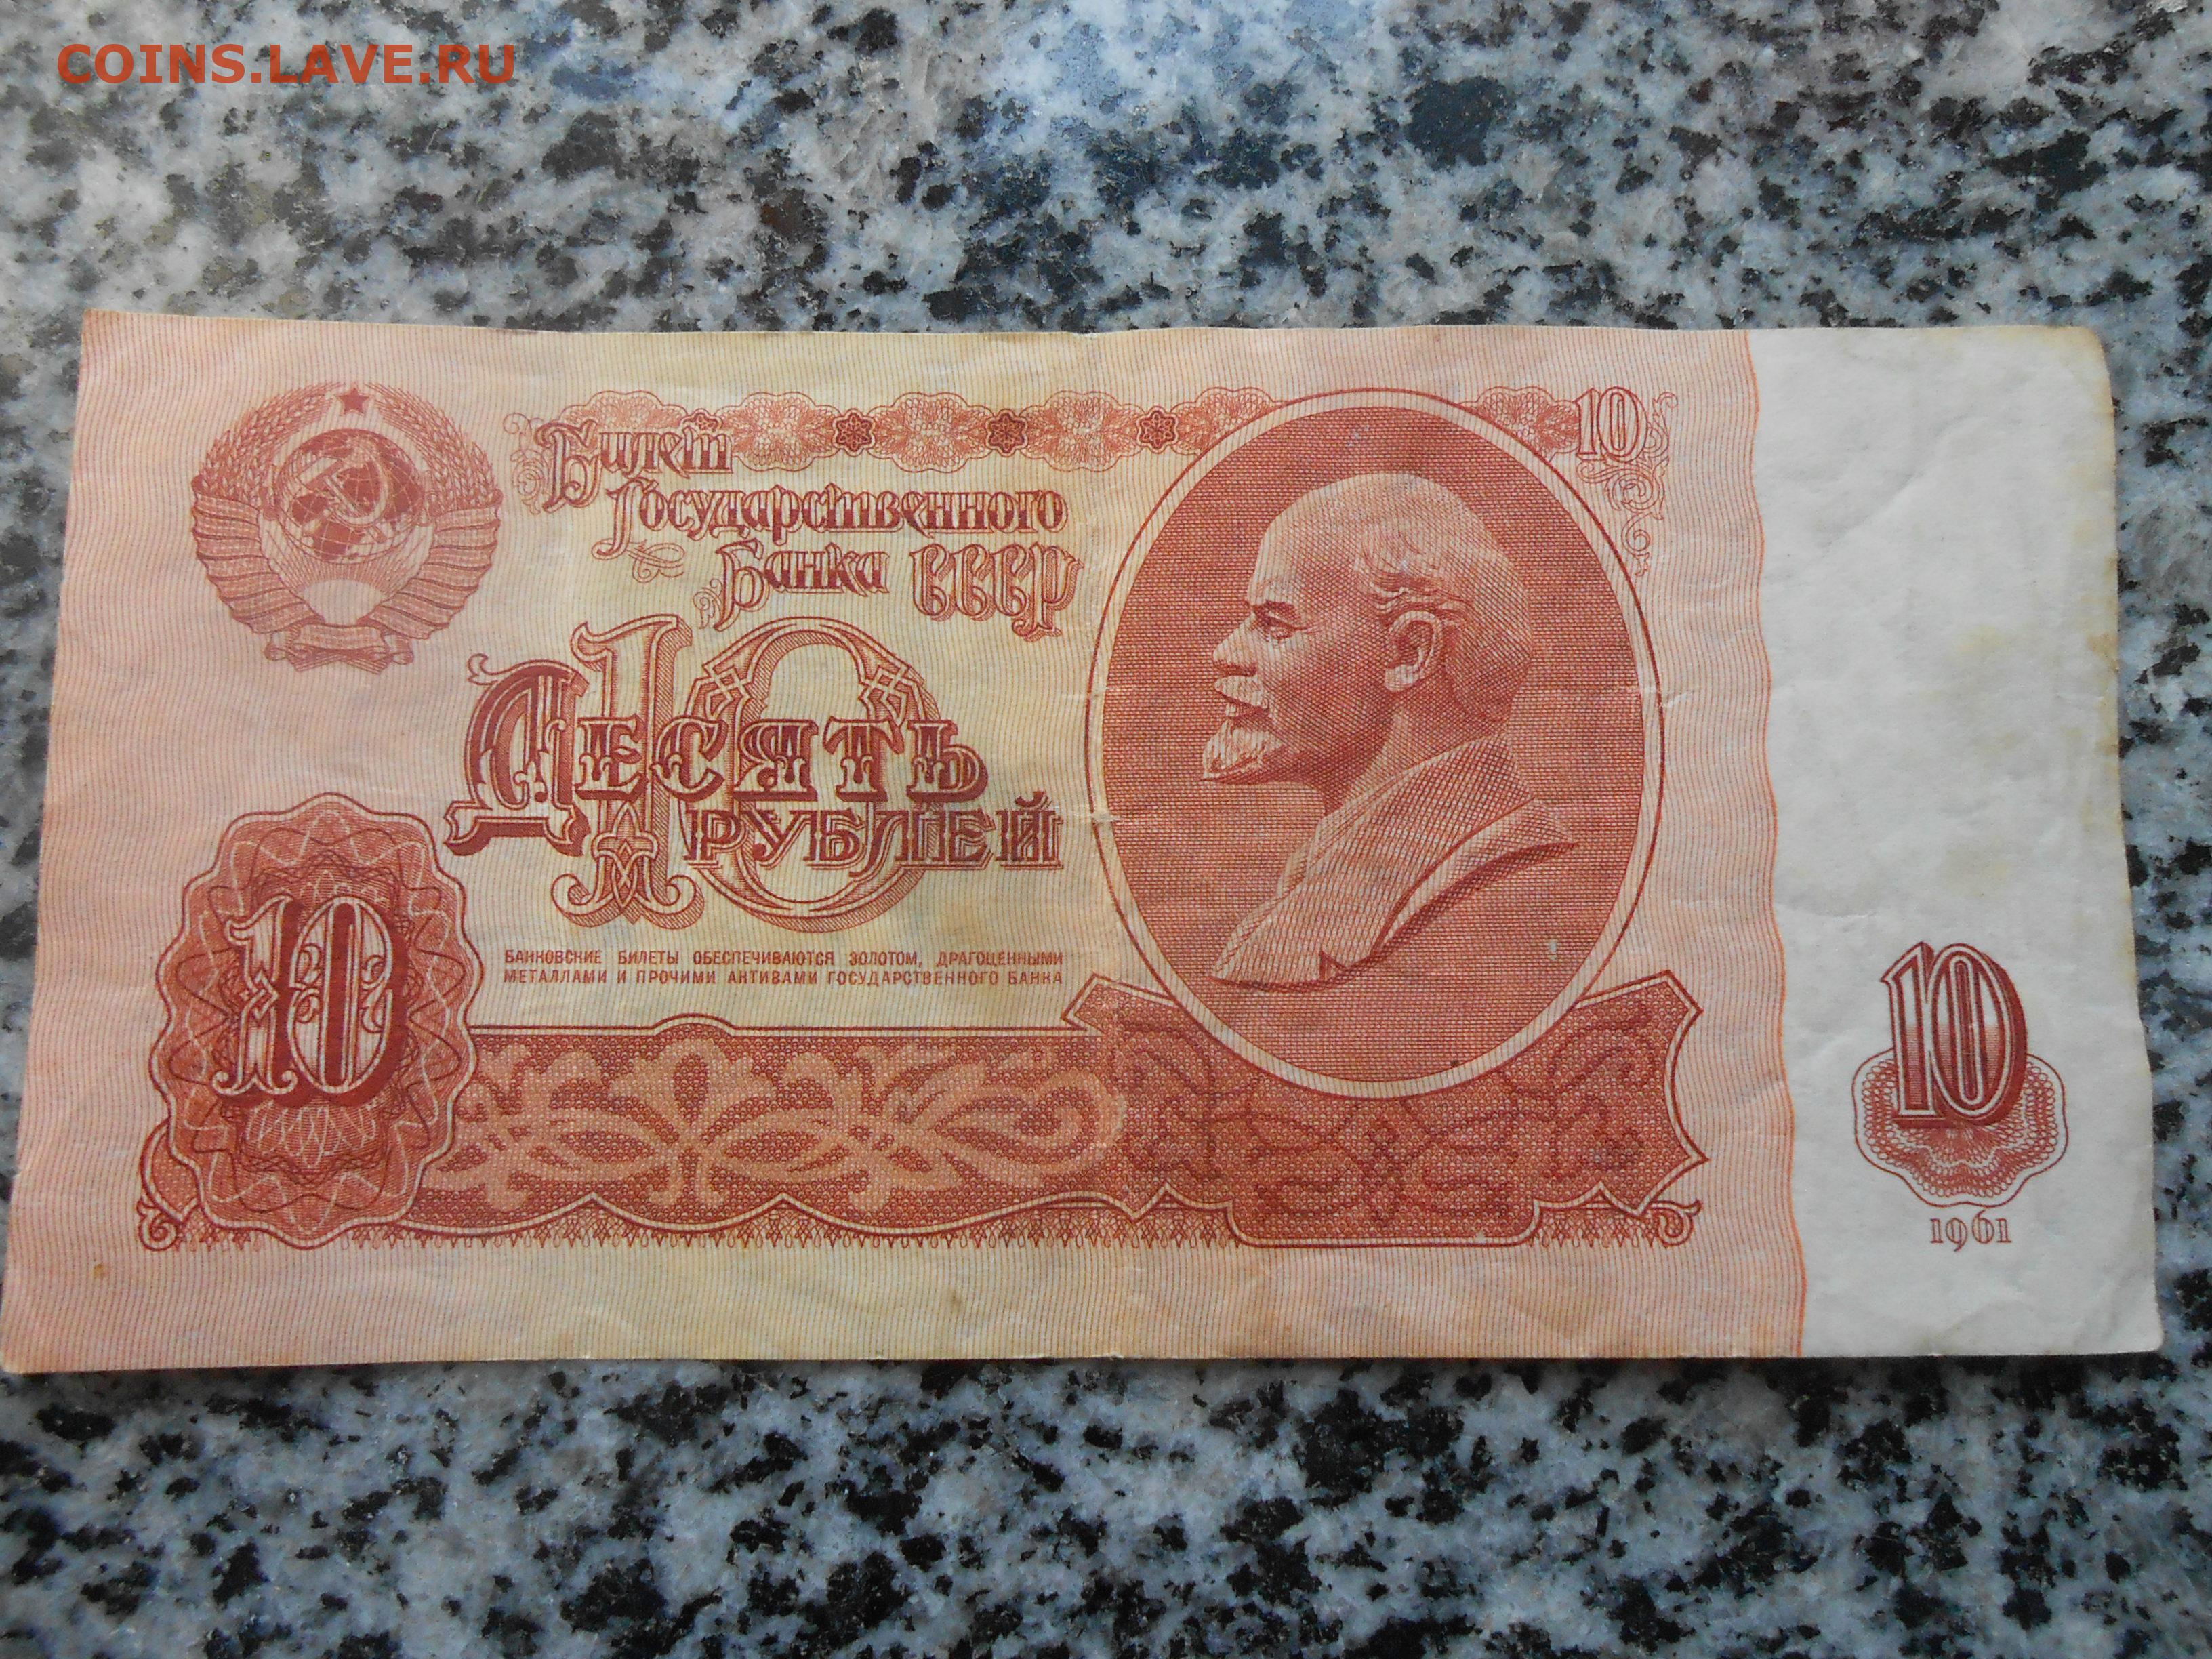 COINS.LAVE.RU
Билет
Государственного
Банка СССР
10
10
Десять
рублей
БАНКОВСКИЕ БИЛЕТЫ ОБЕСПЕЧИВАЮТСЯ ЗОЛОТОМ, ДРАГОЦЕННЫМИ
МЕТАЛЛАМИ И ПРОЧИМИ АКТИВАМИ ГОСУДАРСТВЕННОГО БАНКА
10
10
1961